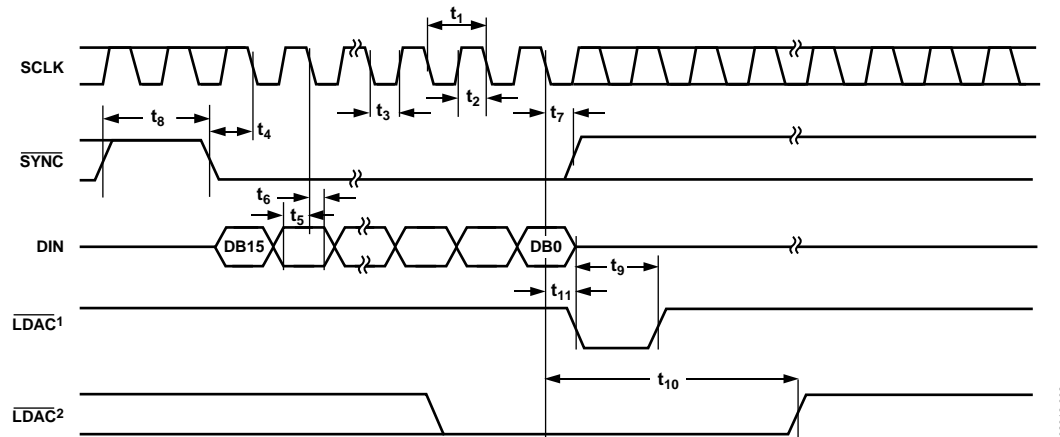 t1
SCLK
t2
t3
t7
t8
t4
SYNC
t6
t5
DIN
DB15
DB0
t9
t11
LDAC1
t10
LDAC2